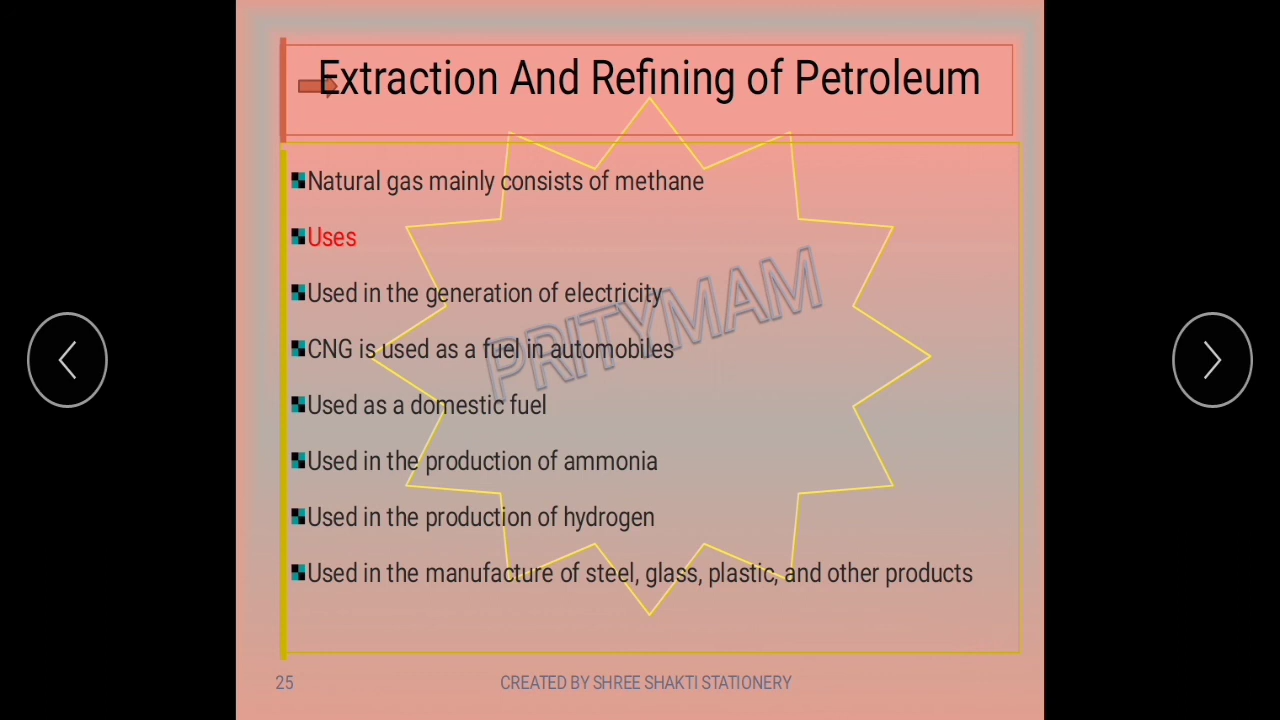 Extraction And Refining of Petroleum
Natural gas mainly consists of methane
Uses
Used in the generation of electricity
CNG is used as a fuel in automobiles
PRITYMAM
Used as a domestic fuel
Used in the production of ammonia
Used in the production of hydrogen
Used in the manufacture of steel, glass, plastic, and other products
25
CREATED BY SHREE SHAKTI STATIONERY